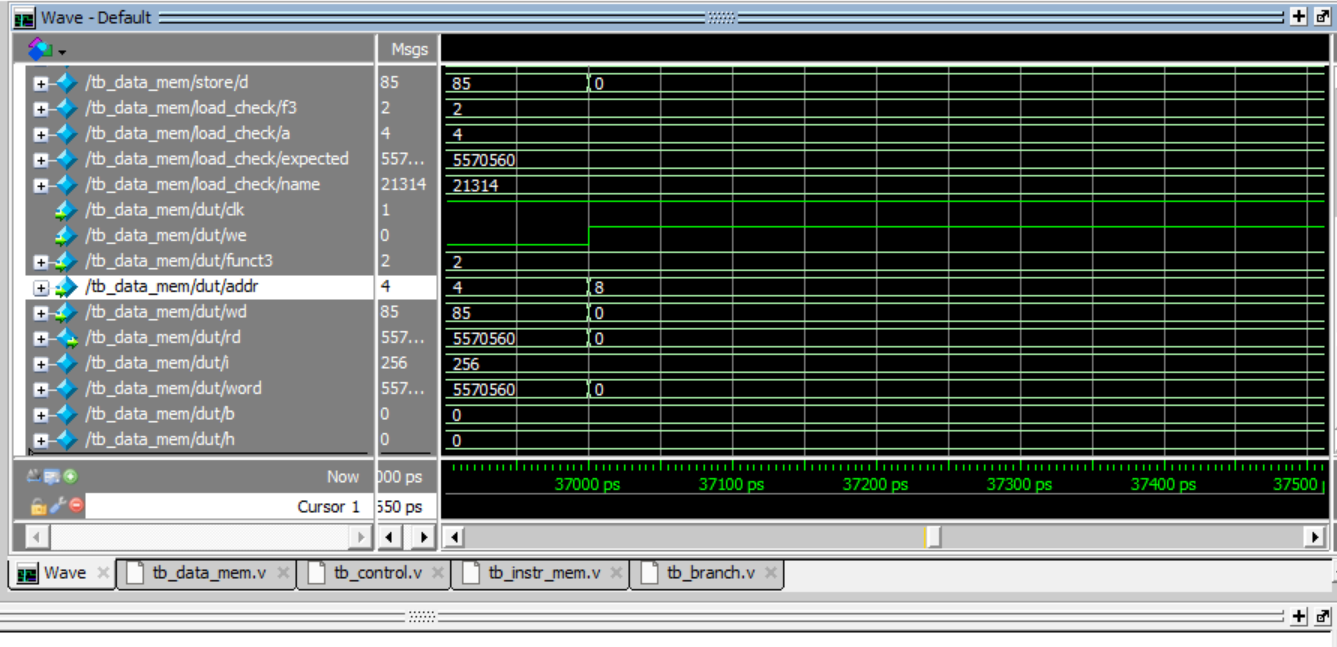 Wave - Default
Msgs
/tb_data_mem/store/d 85 85 0
/tb_data_mem/load_check/f3 2 2
/tb_data_mem/load_check/a 4 4
/tb_data_mem/load_check/expected 557... 5570560
/tb_data_mem/load_check/name 21314 21314
/tb_data_mem/dut/clk 1
/tb_data_mem/dut/we 0
/tb_data_mem/dut/funct3 2 2
/tb_data_mem/dut/addr 4 4 8
/tb_data_mem/dut/wd 85 85 0
/tb_data_mem/dut/rd 557... 5570560 0
/tb_data_mem/dut/i 256 256
/tb_data_mem/dut/word 557... 5570560 0
/tb_data_mem/dut/b 0 0
/tb_data_mem/dut/h 0 0
Now 000 ps 37000 ps 37100 ps 37200 ps 37300 ps 37400 ps 37500
Cursor 1 550 ps
Wave tb_data_mem.v tb_control.v tb_instr_mem.v tb_branch.v